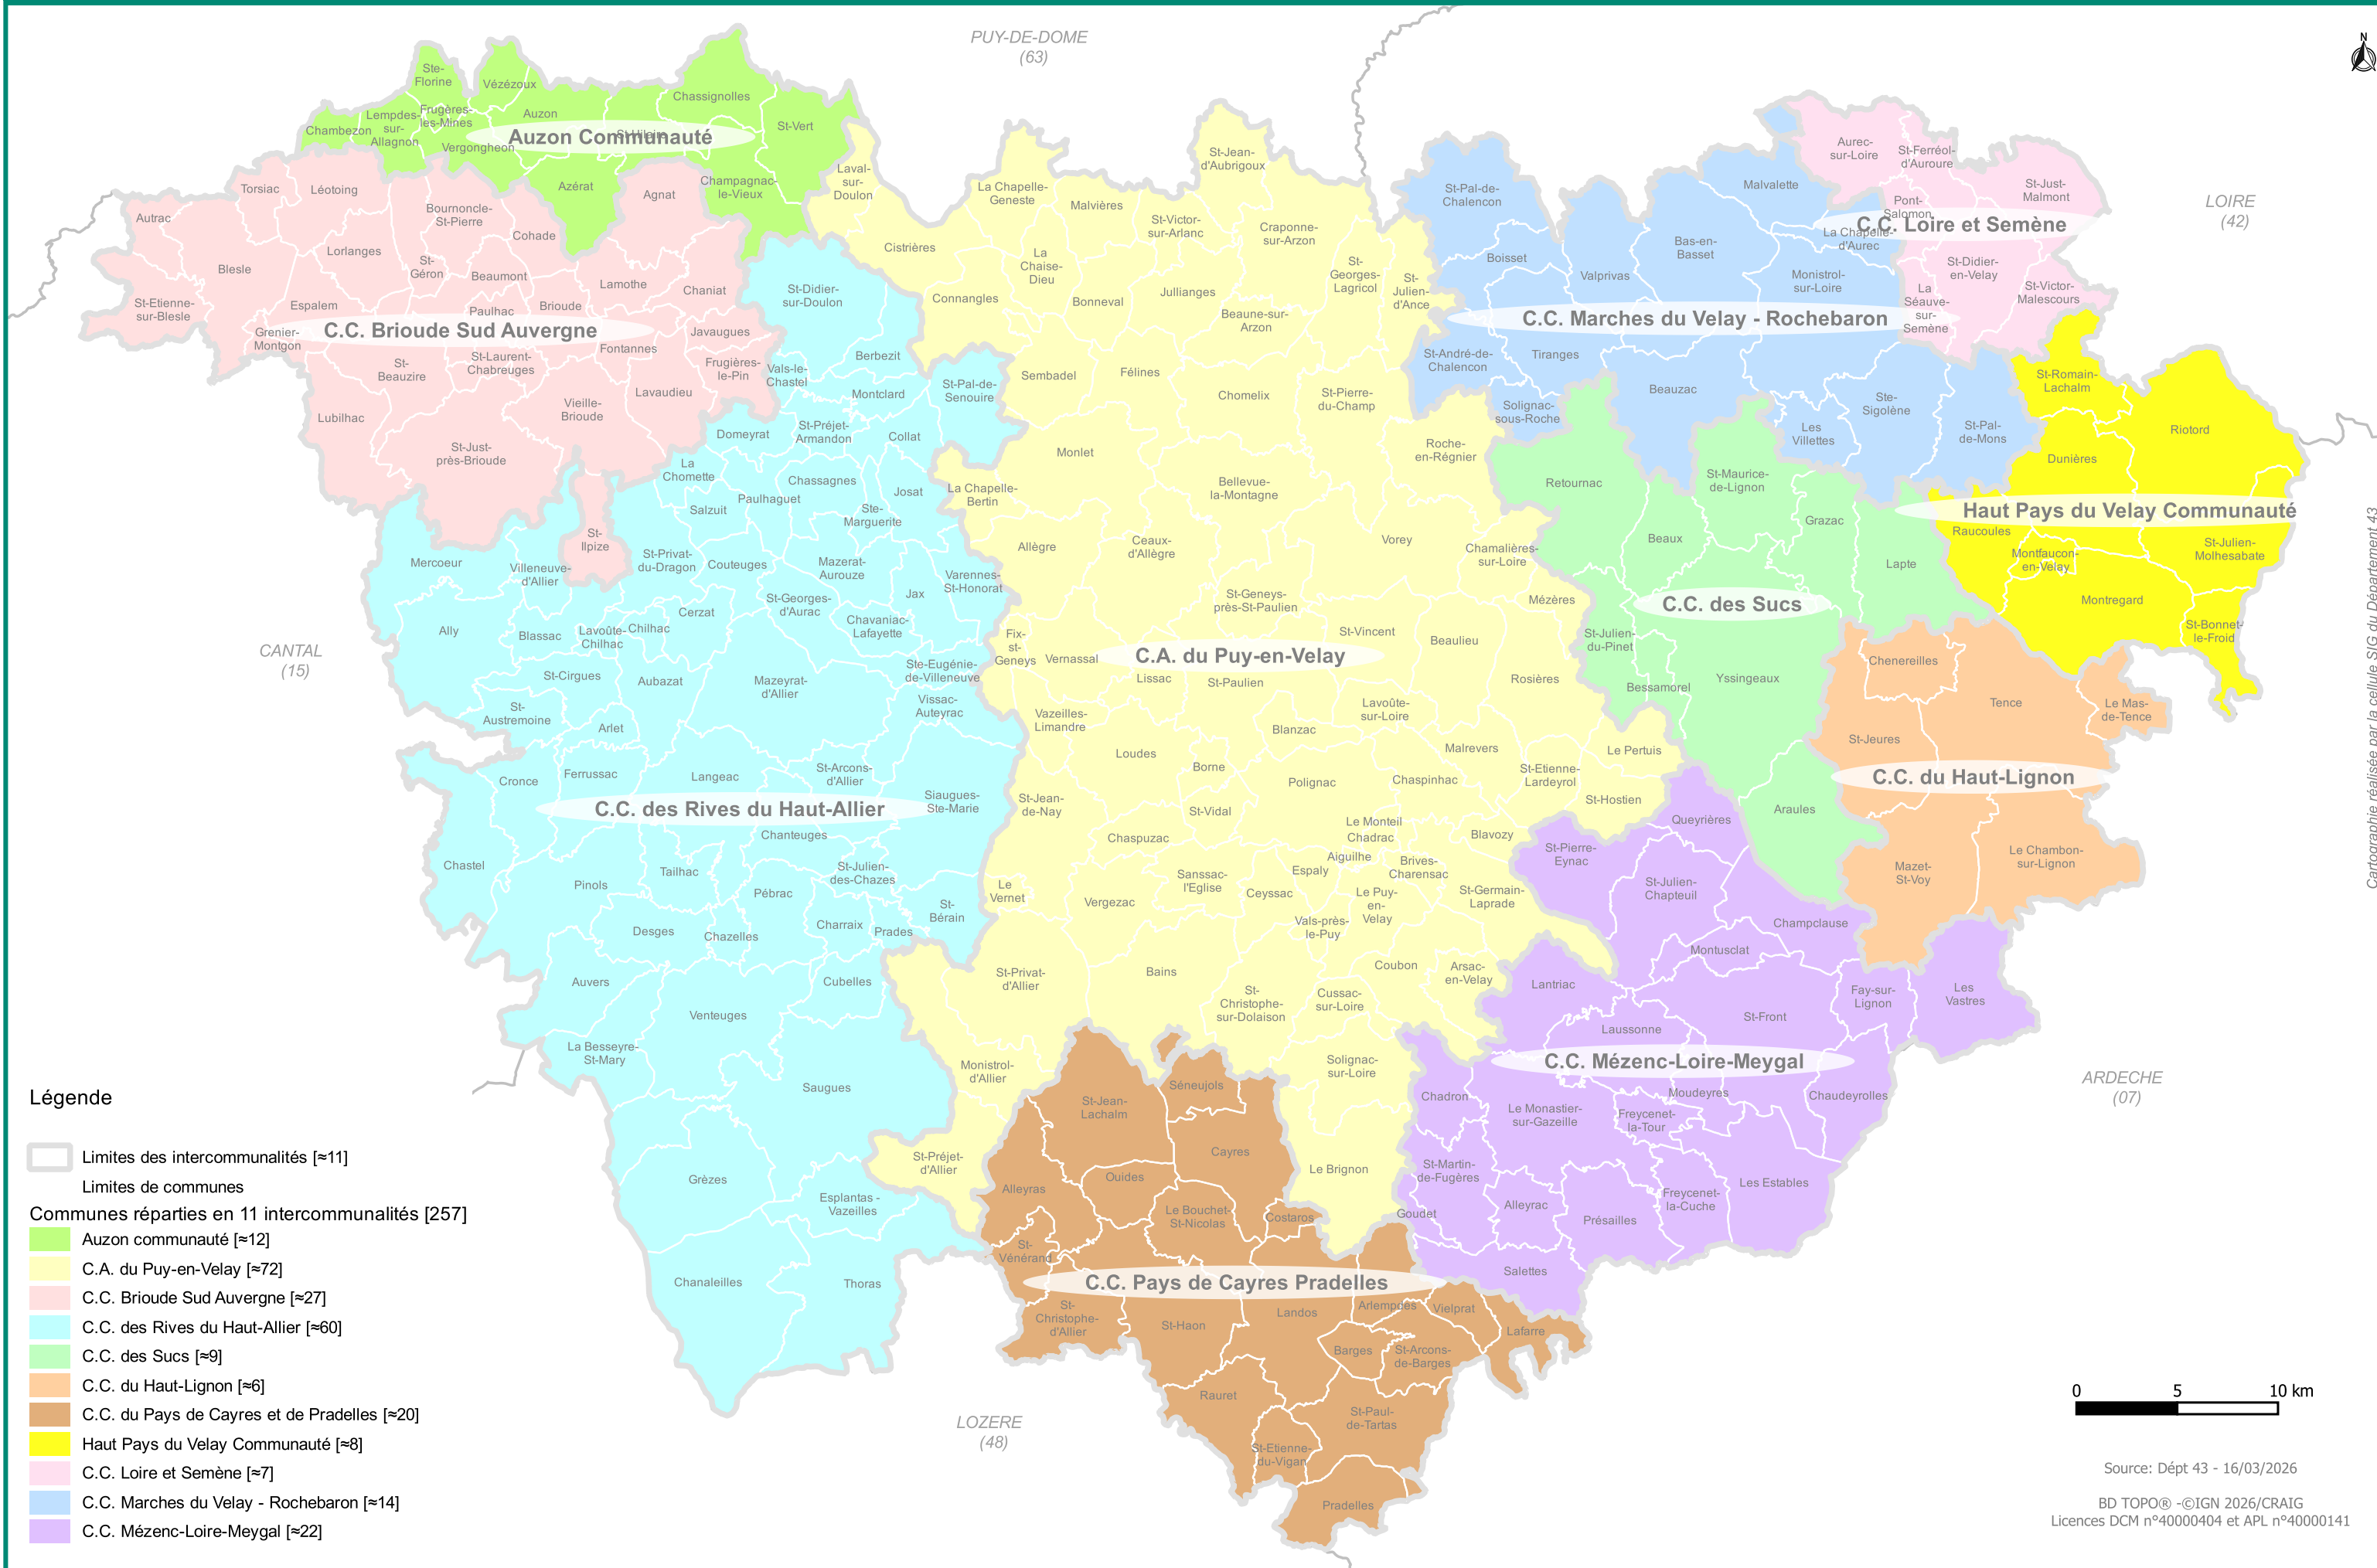 PUY-DE-DOME
(63)
N
Ste-
Florine
Vézézoux
Chassignolles
Auzon
Lempdes-
sur-
Allagnon
Frugères-
les-Mines
Chambezon
Vergongheon
St-Hilaire
Auzon Communauté
St-Vert
Azérat
Champagnac-
le-Vieux
Agnat
Torsiac
Léotoing
Autrac
Bournoncle-
St-Pierre
Cohade
Lorlanges
Blesle
St-
Géron
Beaumont
Lamothe
Chaniat
St-Etienne-
sur-Blesle
Espalem
Paulhac
Brioude
Grenier-
Montgon
C.C. Brioude Sud Auvergne
Javaugues
Fontannes
St-
Beauzire
St-Laurent-
Chabreuges
Frugières-
le-Pin
Lavaudieu
Vieille-
Brioude
Lubilhac
St-Just-
près-Brioude
St-
Ilpize
Laval-
sur-
Doulon
Cistrières
La Chapelle-
Geneste
Malvières
St-Jean-
d'Aubrigoux
St-Victor-
sur-Arlanc
Craponne-
sur-Arzon
La
Chaise-
Dieu
St-
Georges-
Lagricol
St-
Julien-
d'Ance
Connangles
Bonneval
Jullianges
Beaune-sur-
Arzon
Sembadel
Félines
Chomelix
St-Pierre-
du-Champ
Roche-
en-Régnier
Monlet
La Chapelle-
Bertin
Bellevue-
la-Montagne
Allègre
Ceaux-
d'Allègre
Vorey
Chamalières-
sur-Loire
St-Geneys-
près-St-Paulien
Mézères
Fix-
st-
Geneys
Vernassal
St-Vincent
Beaulieu
C.A. du Puy-en-Velay
Lissac
St-Paulien
Rosières
Vazeilles-
Limandre
Lavoûte-
sur-Loire
Blanzac
Loudes
Borne
Malrevers
Le Pertuis
Polignac
Chaspinhac
St-Etienne-
Lardeyrol
St-Hostien
St-Jean-
de-Nay
St-Vidal
Le Monteil
Chadrac
Blavozy
Chaspuzac
Aiguilhe
Brives-
Charensac
Espaly
Sanssac-
l'Eglise
Ceyssac
Le Puy-
en-
Velay
St-Germain-
Laprade
Le
Vernet
Vergezac
Vals-près-
le-Puy
Coubon
Arsac-
en-Velay
St-Privat-
d'Allier
Bains
St-
Christophe-
sur-Dolaison
Cussac-
sur-Loire
Monistrol-
d'Allier
Solignac-
sur-Loire
St-Préjet-
d'Allier
Le Brignon
St-Didier-
sur-Doulon
Berbezit
Vals-le-
Chastel
Montclard
St-Pal-de-
Senouire
Domeyrat
St-Préjet-
Armandon
Collat
La
Chomette
Chassagnes
Paulhaguet
Josat
Salzuit
Ste-
Marguerite
Mercoeur
Villeneuve-
d'Allier
St-Privat-
du-Dragon
Couteuges
Mazerat-
Aurouze
Varennes-
St-Honorat
Jax
St-Georges-
d'Aurac
Cerzat
Chavaniac-
Lafayette
Ally
Blassac
Lavoûte-
Chilhac
Chilhac
St-Cirgues
Aubazat
Mazeyrat-
d'Allier
Ste-Eugénie-
de-Villeneuve
Vissac-
Auteyrac
St-
Austremoine
Arlet
Cronce
Ferrussac
Langeac
St-Arcons-
d'Allier
Siaugues-
Ste-Marie
C.C. des Rives du Haut-Allier
Chanteuges
Chastel
Pinols
Tailhac
Pébrac
St-Julien-
des-Chazes
St-
Bérain
Desges
Chazelles
Charraix
Prades
Auvers
Cubelles
Venteuges
La Besseyre-
St-Mary
Saugues
Grèzes
Esplantas -
Vazeilles
Chanaleilles
Thoras
St-Pal-de-
Chalencon
Boisset
Valprivas
Bas-en-
Basset
Malvalette
La Chapelle-
d'Aurec
Monistrol-
sur-Loire
C.C. Marches du Velay - Rochebaron
St-André-de-
Chalencon
Tiranges
Beauzac
Solignac-
sous-Roche
Ste-
Sigolène
Les
Villettes
St-Pal-
de-Mons
Aurec-
sur-Loire
St-Ferréol-
d'Auroure
St-Just-
Malmont
Pont-
Salomon
C.C. Loire et Semène
St-Didier-
en-Velay
La
Séauve-
sur-
Semène
St-Victor-
Malescours
LOIRE
(42)
St-Romain-
Lachalm
Riotord
Dunières
Haut Pays du Velay Communauté
Raucoules
Montfaucon-
en-Velay
St-Julien-
Molhesabate
Montregard
St-Bonnet-
le-Froid
Retournac
St-Maurice-
de-Lignon
Grazac
Beaux
Lapte
C.C. des Sucs
St-Julien-
du-Pinet
Bessamorel
Yssingeaux
Araules
Chenereilles
Tence
Le Mas-
de-Tence
St-Jeures
C.C. du Haut-Lignon
Mazet-
St-Voy
Le Chambon-
sur-Lignon
Queyrières
St-Pierre-
Eynac
St-Julien-
Chapteuil
Champclause
Montusclat
Lantriac
Fay-sur-
Lignon
Les
Vastres
St-Front
Laussonne
C.C. Mézenc-Loire-Meygal
Chadron
Le Monastier-
sur-Gazeille
Moudeyres
Freycenet-
la-Tour
Chaudeyrolles
St-Martin-
de-Fugères
Les Estables
Freycenet-
la-Cuche
Alleyrac
Goudet
Présailles
Salettes
St-Jean-
Lachalm
Séneujols
Cayres
Ouides
Alleyras
Le Bouchet-
St-Nicolas
Costaros
St-
Vénérand
C.C. Pays de Cayres Pradelles
St-
Christophe-
d'Allier
St-Haon
Landos
Arlempdes
Vielprat
Lafarre
Barges
St-Arcons-
de-Barges
Rauret
St-Paul-
de-Tartas
St-Etienne-
du-Vigan
Pradelles
CANTAL
(15)
LOZERE
(48)
ARDECHE
(07)
Cartographie réalisée par la cellule SIG du Département 43
Légende
Limites des intercommunalités [≈11]
Limites de communes
Communes réparties en 11 intercommunalités [257]
Auzon communauté [≈12]
C.A. du Puy-en-Velay [≈72]
C.C. Brioude Sud Auvergne [≈27]
C.C. des Rives du Haut-Allier [≈60]
C.C. des Sucs [≈9]
C.C. du Haut-Lignon [≈6]
C.C. du Pays de Cayres et de Pradelles [≈20]
Haut Pays du Velay Communauté [≈8]
C.C. Loire et Semène [≈7]
C.C. Marches du Velay - Rochebaron [≈14]
C.C. Mézenc-Loire-Meygal [≈22]
0 5 10 km
Source: Dépt 43 - 16/03/2026
BD TOPO® -©IGN 2026/CRAIG
Licences DCM n°40000404 et APL n°40000141